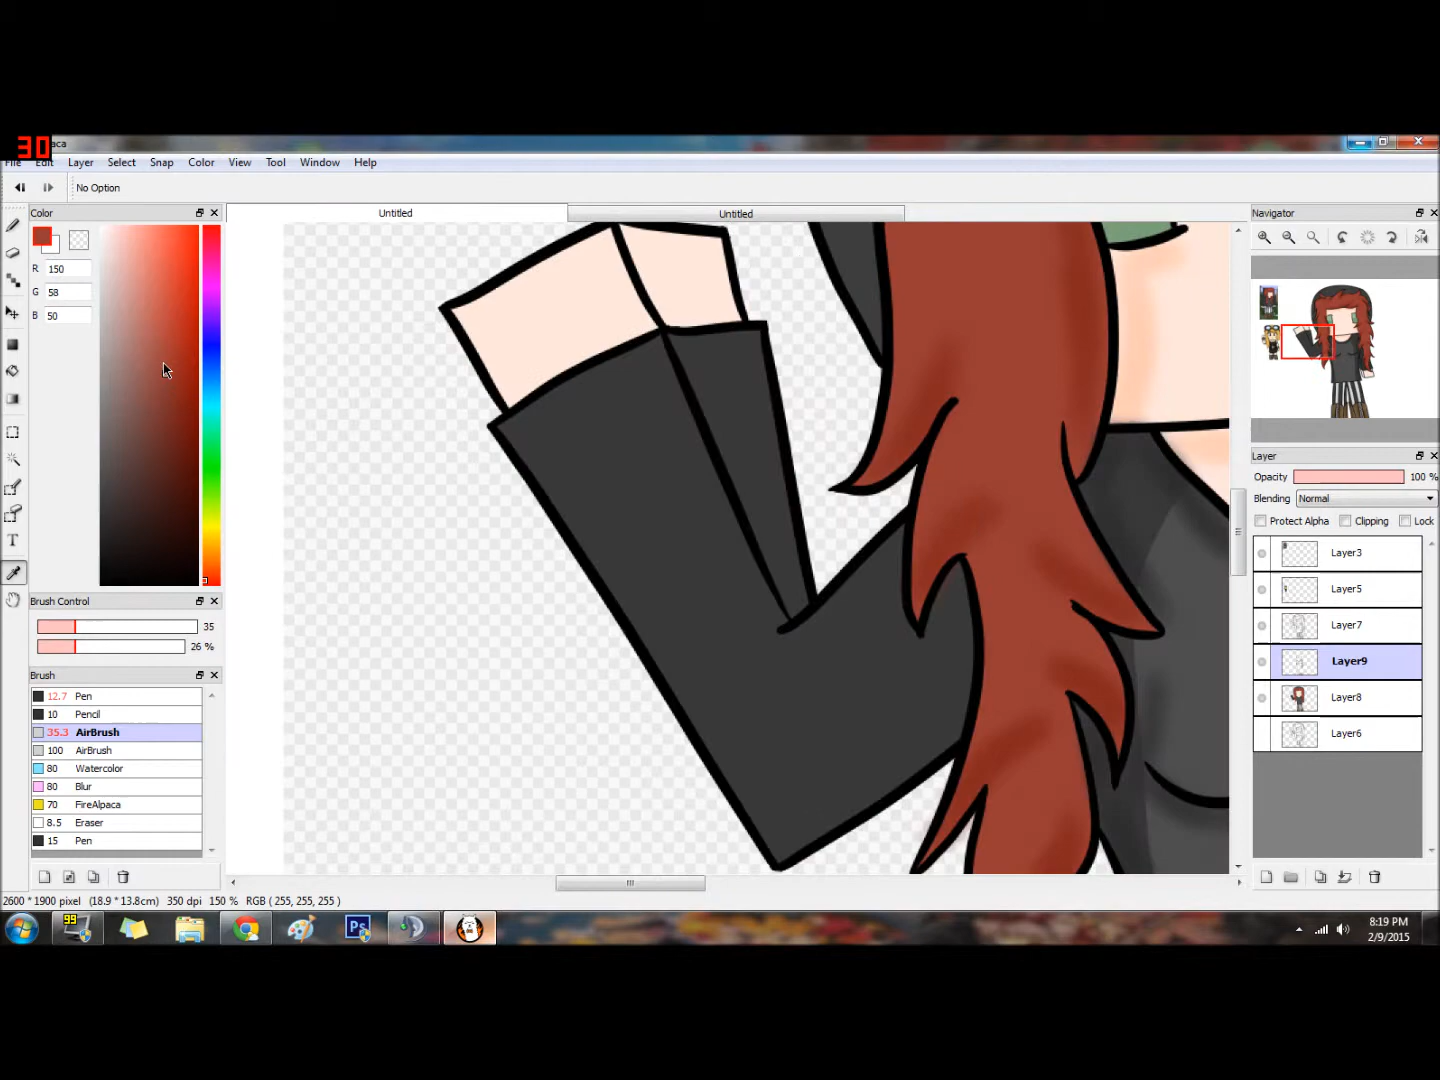 30
aca
File Edit Layer Select Snap Color View Tool Window Help
No Option
Color
Untitled
Untitled
Navigator
R 150
G 58
B 50
Layer
Opacity 100 %
Blending Normal
Protect Alpha Clipping Lock
Layer3
Layer5
Layer7
Layer9
Layer8
Layer6
T
Brush Control
35
26 %
Brush
12.7 Pen
10 Pencil
35.3 AirBrush
100 AirBrush
80 Watercolor
80 Blur
70 FireAlpaca
8.5 Eraser
15 Pen
2600 * 1900 pixel (18.9 * 13.8cm) 350 dpi 150 % RGB ( 255, 255, 255 )
99
Ps
8:19 PM
2/9/2015